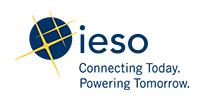 ieso
Connecting Today.
Powering Tomorrow.